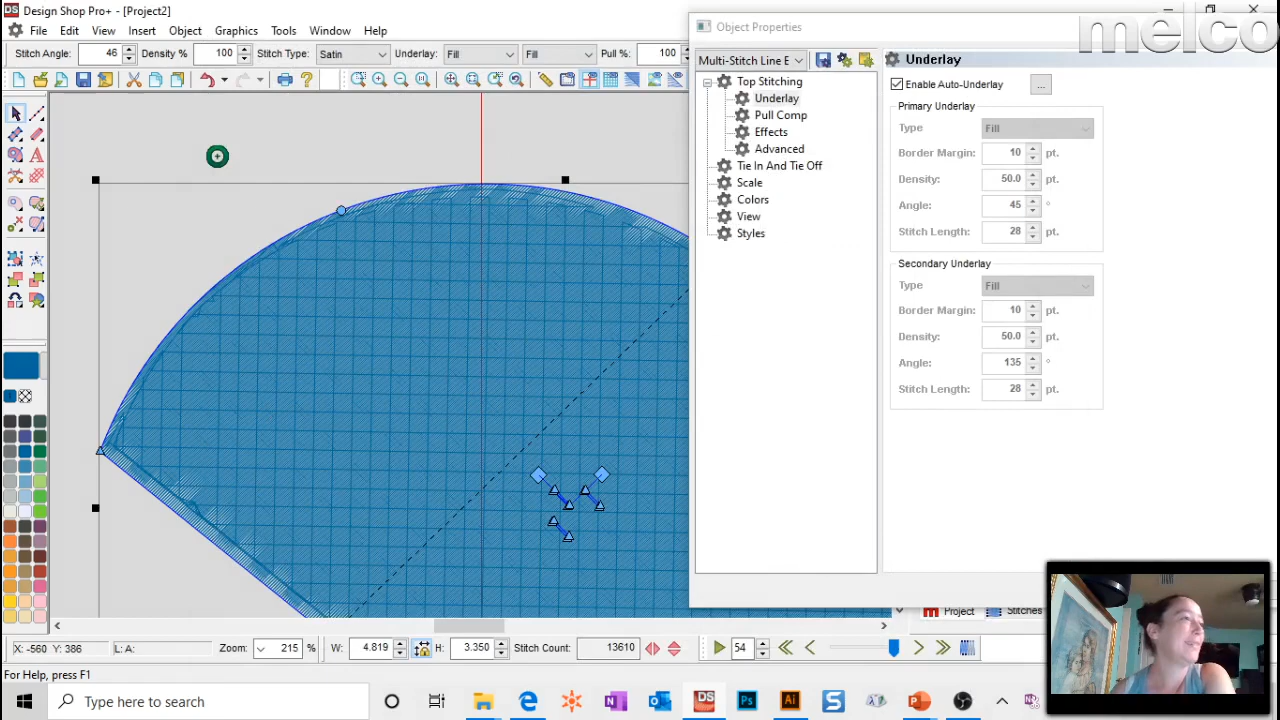 Design Shop Pro+ - [Project2]
File Edit View Insert Object Graphics Tools Window Help
Stitch Angle: 46 Density % 100 Stitch Type: Satin Underlay: Fill Fill Pull %: 100
Object Properties
melco
Multi-Stitch Line E
Top Stitching
Underlay
Pull Comp
Effects
Advanced
Tie In And Tie Off
Scale
Colors
View
Styles
Underlay
Enable Auto-Underlay ...
Primary Underlay
Type Fill
Border Margin: 10 pt.
Density: 50.0 pt.
Angle: 45 °
Stitch Length: 28 pt.
Secondary Underlay
Type Fill
Border Margin: 10 pt.
Density: 50.0 pt.
Angle: 135 °
Stitch Length: 28 pt.
Project Stitches
X: -560 Y: 386 L: A: Zoom: 215 % W: 4.819 H: 3.350 Stitch Count: 13610 54
For Help, press F1
Type here to search